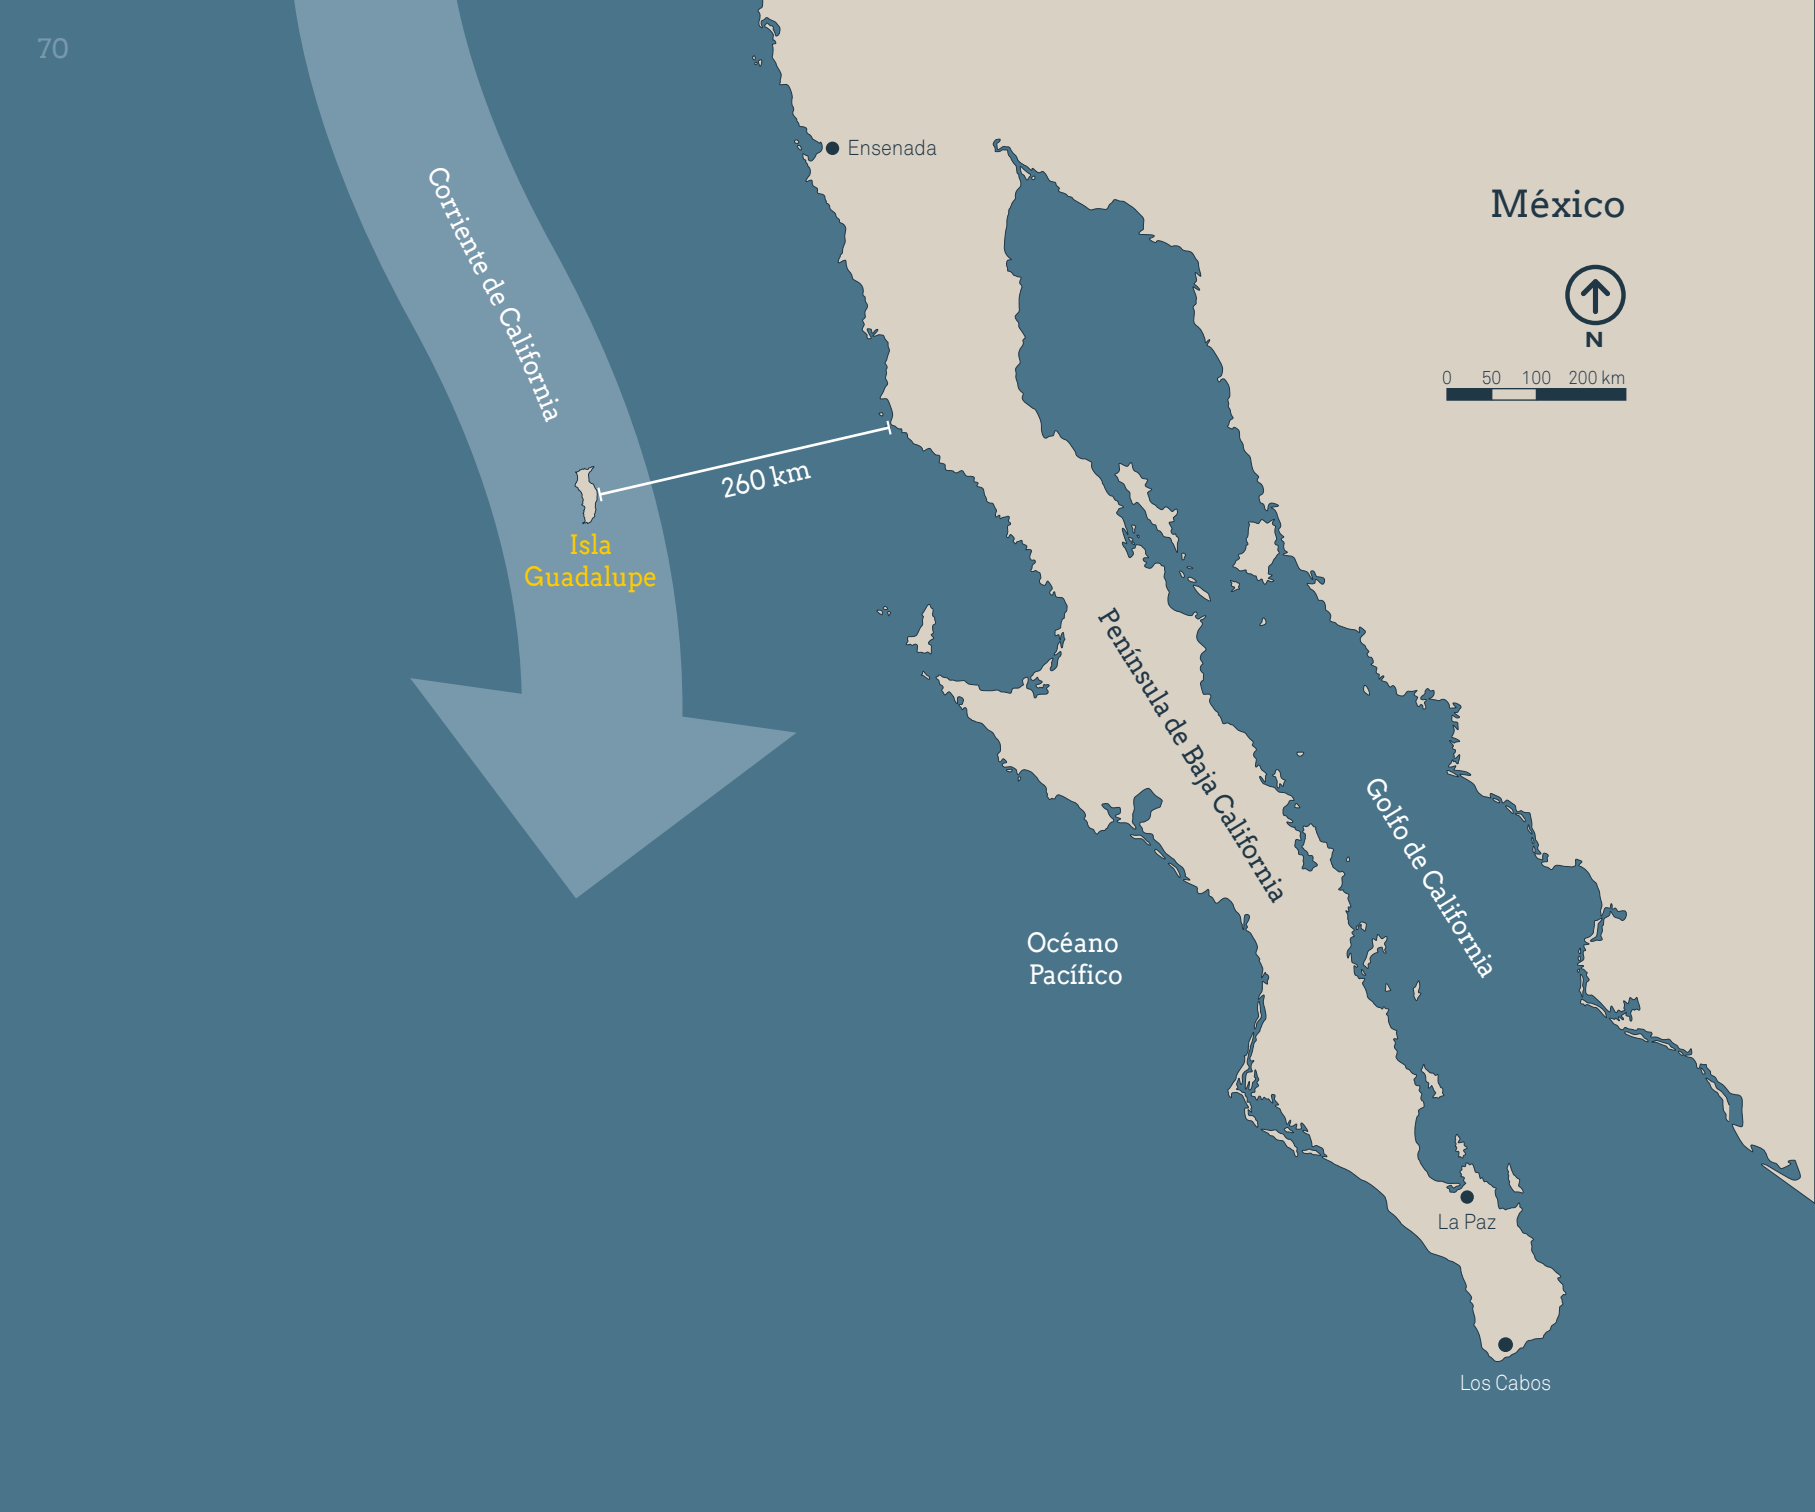 70
Ensenada
México
N
0 50 100 200 km
Corriente de California
260 km
Isla
Guadalupe
Península de Baja California
Golfo de California
Océano
Pacífico
La Paz
Los Cabos